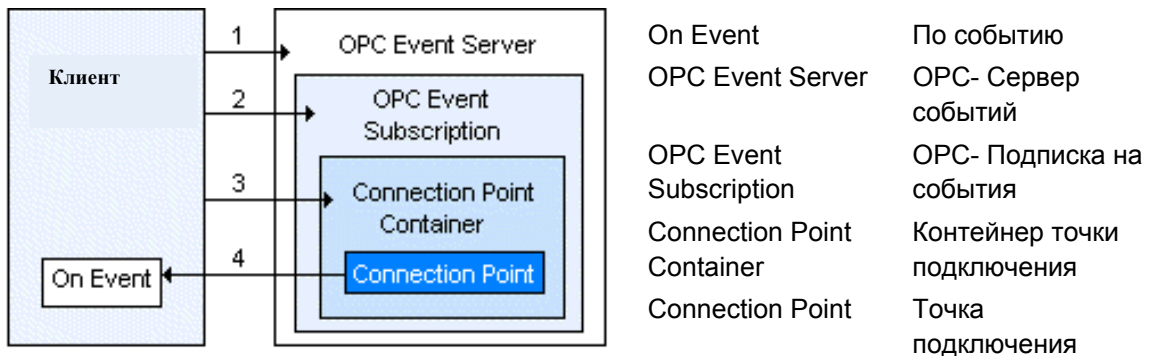 Клиент
On Event
1
2
3
4
OPC Event Server
OPC Event
Subscription
Connection Point
Container
Connection Point
On Event По событию
OPC Event Server OPC- Сервер
событий
OPC Event OPC- Подписка на
Subscription события
Connection Point Контейнер точки
Container подключения
Connection Point Точка
подключения